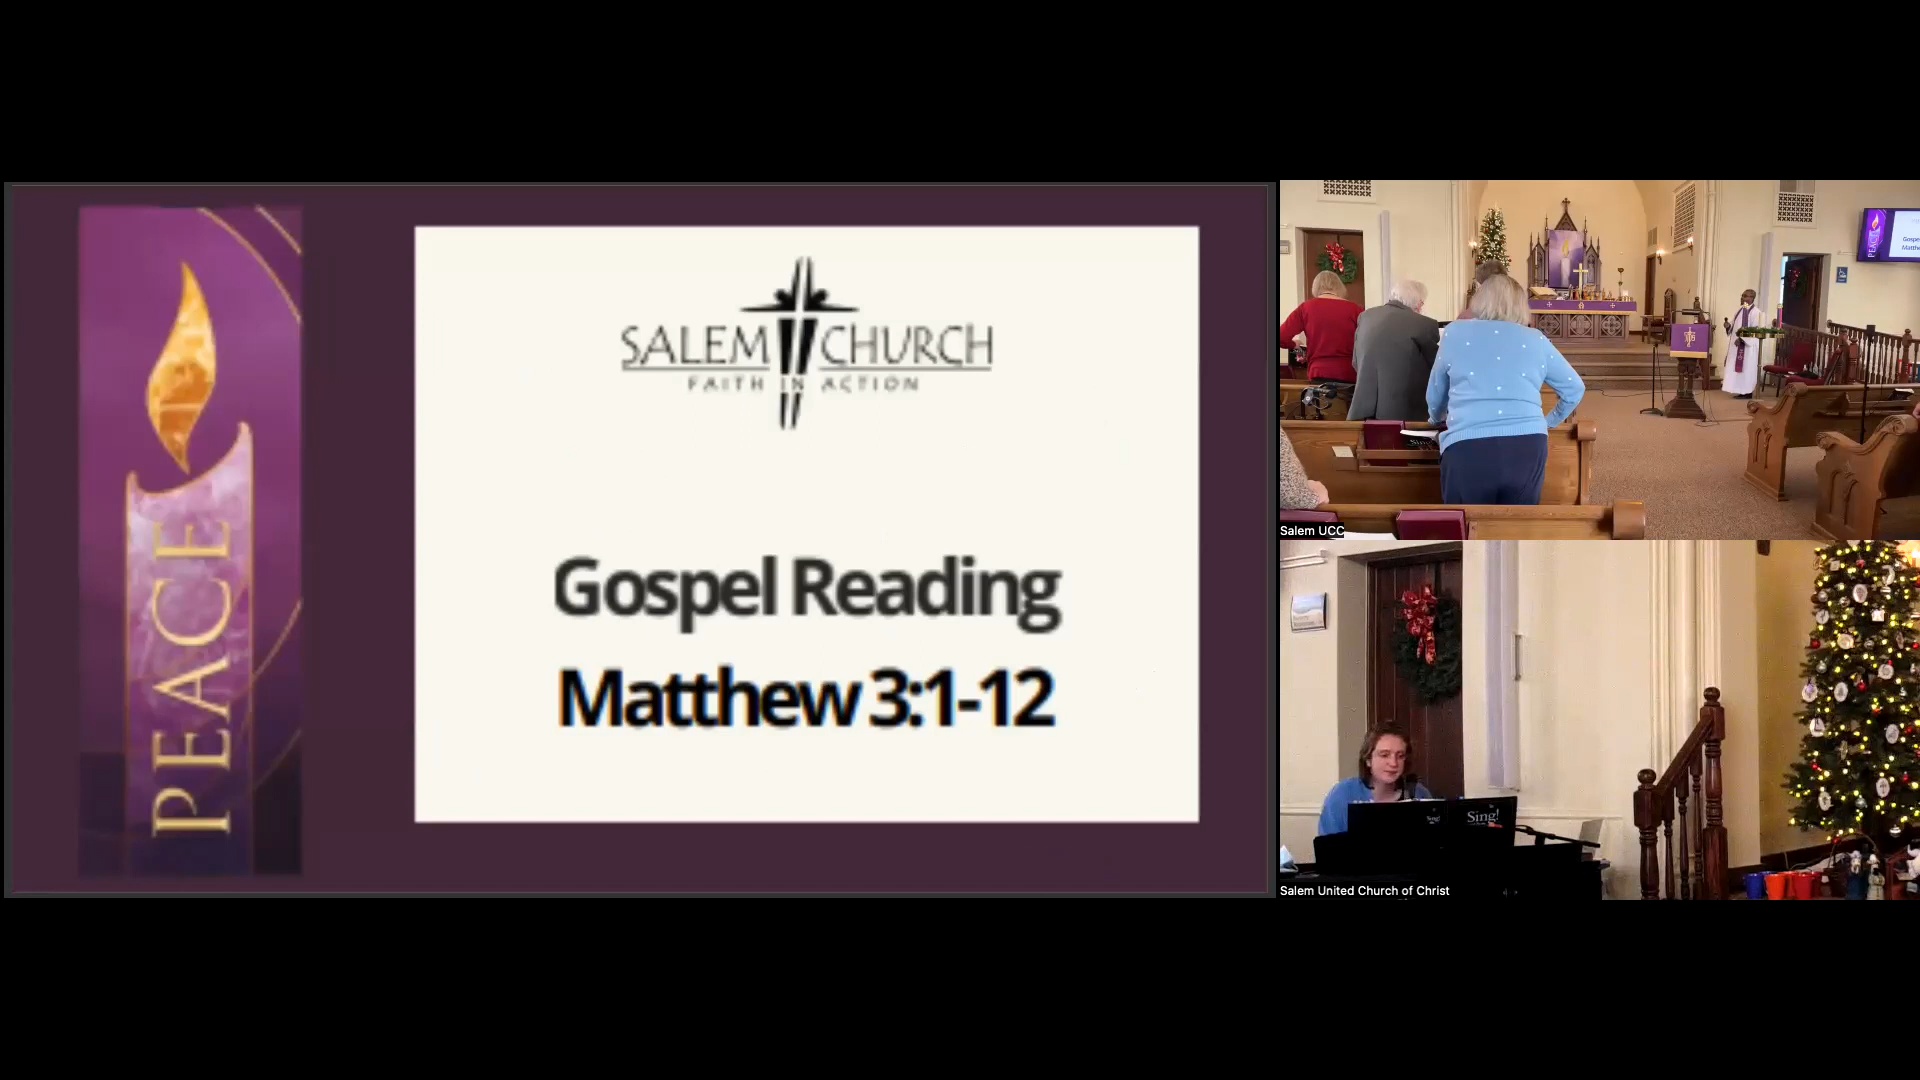 PEACE
SALEM CHURCH
FAITH IN ACTION
Gospel Reading
Matthew 3:1-12
Salem UCC
Sing!
Sing!
Salem United Church of Christ